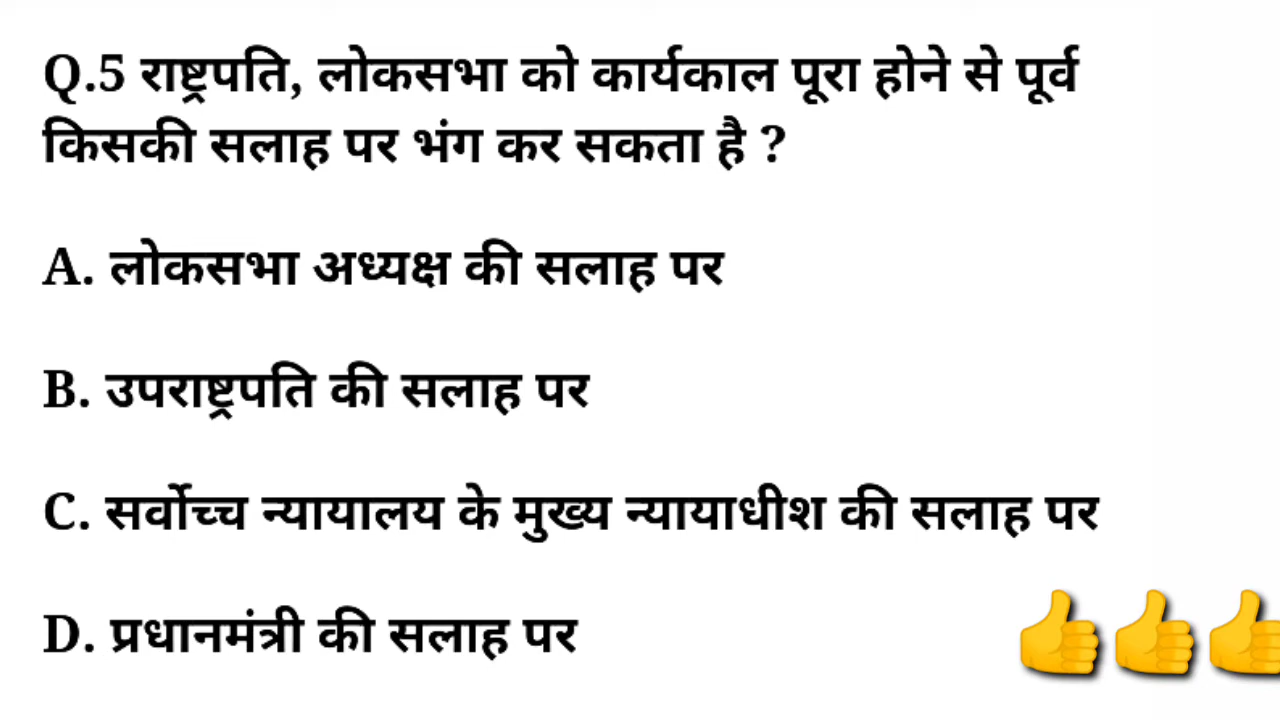 Q.5 राष्ट्रपति, लोकसभा को कार्यकाल पूरा होने से पूर्व
किसकी सलाह पर भंग कर सकता है ?
A. लोकसभा अध्यक्ष की सलाह पर
B. उपराष्ट्रपति की सलाह पर
C. सर्वोच्च न्यायालय के मुख्य न्यायाधीश की सलाह पर
D. प्रधानमंत्री की सलाह पर